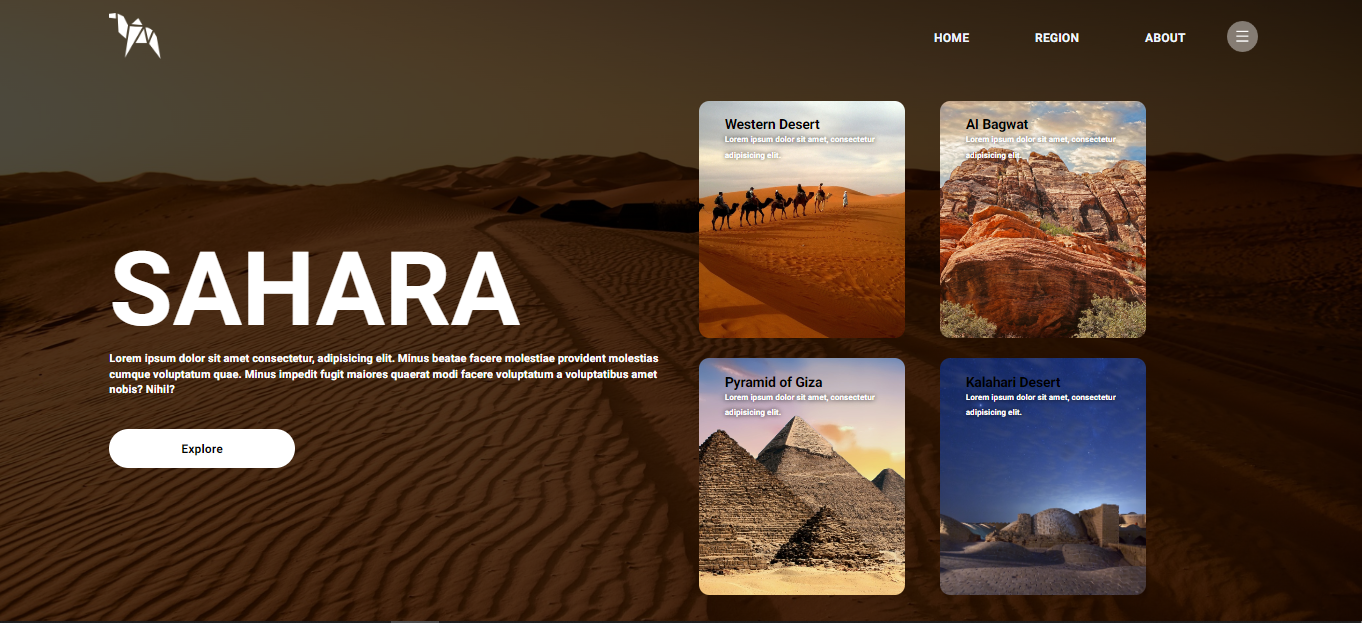 HOME
REGION
ABOUT
Western Desert
Lorem ipsum dolor sit amet, consectetur
adipisicing elit.
Al Bagwat
Lorem ipsum dolor sit amet, consectetur
adipisicing elit.
SAHARA
Lorem ipsum dolor sit amet consectetur, adipisicing elit. Minus beatae facere molestiae provident molestias
cumque voluptatum quae. Minus impedit fugit maiores quaerat modi facere voluptatum a voluptatibus amet
nobis? Nihil?
Explore
Pyramid of Giza
Lorem ipsum dolor sit amet, consectetur
adipisicing elit.
Kalahari Desert
Lorem ipsum dolor sit amet, consectetur
adipisicing elit.